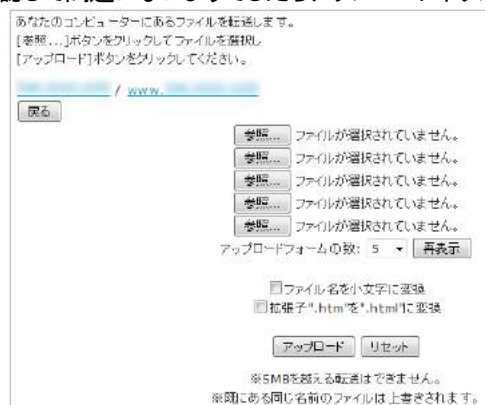 あなたのコンピューターにあるファイルを転送します。
[参照...]ボタンをクリックしてファイルを選択し
[アップロード]ボタンをクリックしてください。
/ www.
戻る
参照... ファイルが選択されていません。
参照... ファイルが選択されていません。
参照... ファイルが選択されていません。
参照... ファイルが選択されていません。
参照... ファイルが選択されていません。
アップロードフォームの数: 5 再表示
ファイル名を小文字に変換
拡張子".htm"を".html"に変換
アップロード リセット
※5MBを越える転送はできません。
※既にある同じ名前のファイルは上書きされます。